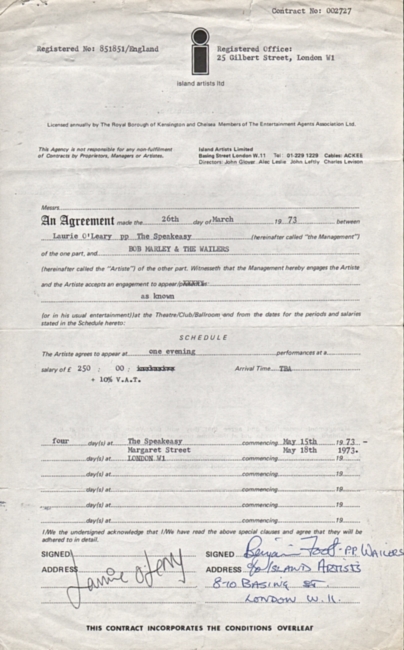 Contract No: 002727
Registered No: 851851/England
Registered Office:
25 Gilbert Street, London W1
island artists ltd
Licensed annually by The Royal Borough of Kensington and Chelsea Members of The Entertainment Agents Association Ltd.
This Agency is not responsible for any non-fulfilment
of Contracts by Proprietors, Managers or Artistes.
Island Artists Limited
Basing Street London W.11 Tel 01-229 1229 Cables: ACKEE
Directors: John Glover Alec Leslie John Leftly Charles Levison
Messrs
An Agreement made the 26th day of March 19 73 between
Laurie O'Leary pp The Speakeasy (hereinafter called "the Management")
of the one part, and BOB MARLEY & THE WAILERS
(hereinafter called the "Artiste") of the other part. Witnesseth that the Management hereby engages the Artiste
and the Artiste accepts an engagement to appear
as known
(or in his usual entertainment) at the Theatre/Club/Ballroom and from the dates for the periods and salaries
stated in the Schedule hereto:
SCHEDULE
The Artiste agrees to appear at one evening performances at a
salary of £ 250 : 00 : Arrival Time TBA
+ 10% V.A.T.
four day(s) at The Speakeasy commencing May 15th 19 73 -
Margaret Street May 18th 1973.
day(s) at LONDON W1 commencing 19
day(s) at commencing 19
day(s) at commencing 19
day(s) at commencing 19
day(s) at commencing 19
I/We the undersigned acknowledge that I/We have read the above special clauses and agree they will be
adhered to in detail.
SIGNED Laurie O'Leary
ADDRESS
SIGNED Benjamin Foot - P.P. WAILERS
ADDRESS c/o ISLAND ARTISTS
8-10 BASING ST.
LONDON W.11.
THIS CONTRACT INCORPORATES THE CONDITIONS OVERLEAF